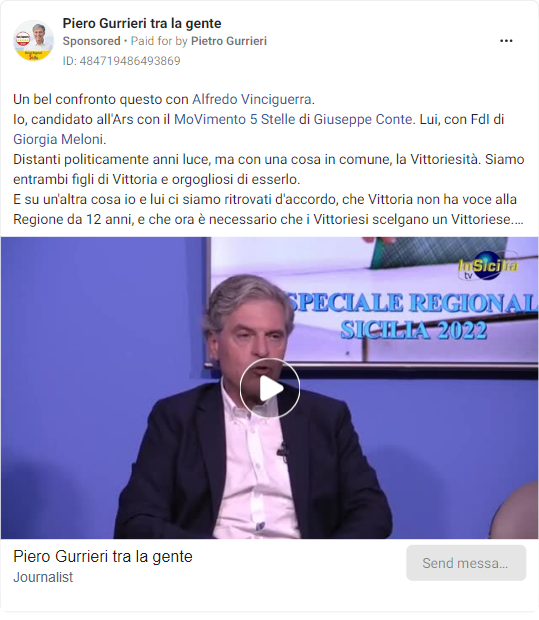 Piero Gurrieri tra la gente
Sponsored • Paid for by Pietro Gurrieri
ID: 484719486493869
Un bel confronto questo con Alfredo Vinciguerra.
Io, candidato all'Ars con il MoVimento 5 Stelle di Giuseppe Conte. Lui, con FdI di
Giorgia Meloni.
Distanti politicamente anni luce, ma con una cosa in comune, la Vittoriesità. Siamo
entrambi figli di Vittoria e orgogliosi di esserlo.
E su un'altra cosa io e lui ci siamo ritrovati d'accordo, che Vittoria non ha voce alla
Regione da 12 anni, e che ora è necessario che i Vittoriesi scelgano un Vittoriese....
InSicilia
tv
SPECIALE REGIONAL
SICILIA 2022
Piero Gurrieri tra la gente
Journalist
Send messa...